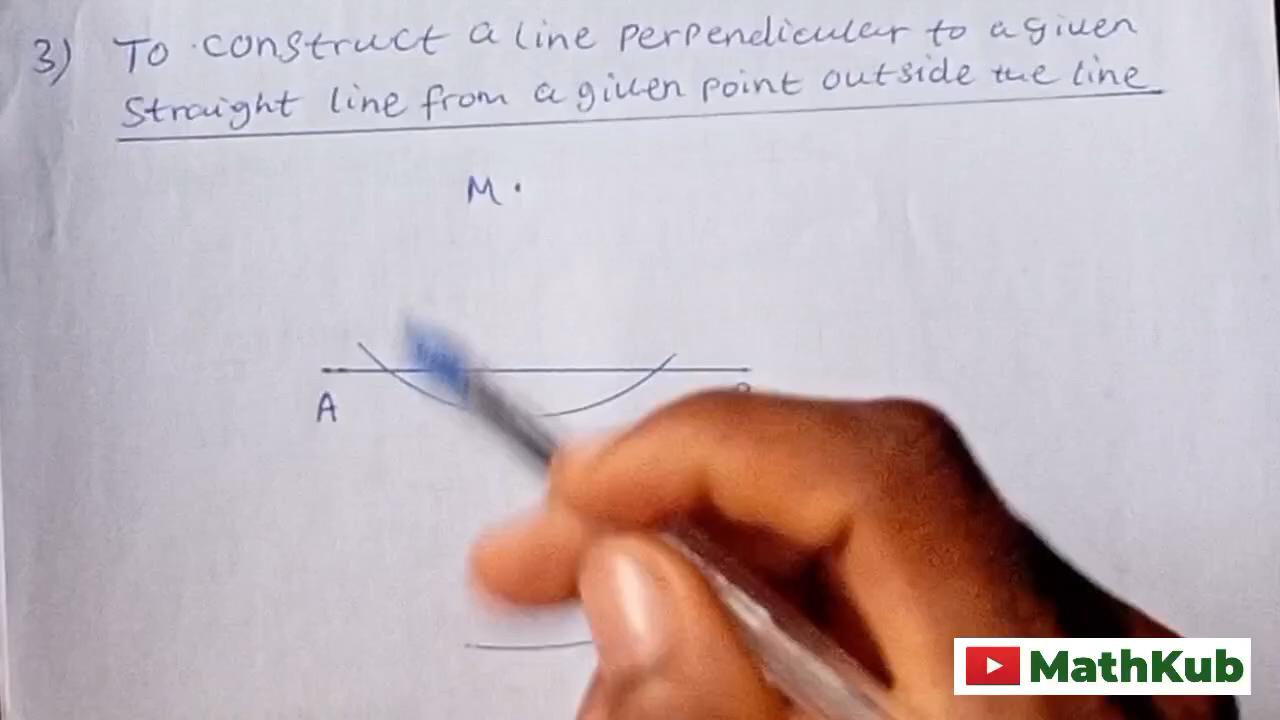 3) To construct a line perpendicular to a given
straight line from a given point outside the line
M
A
MathKub